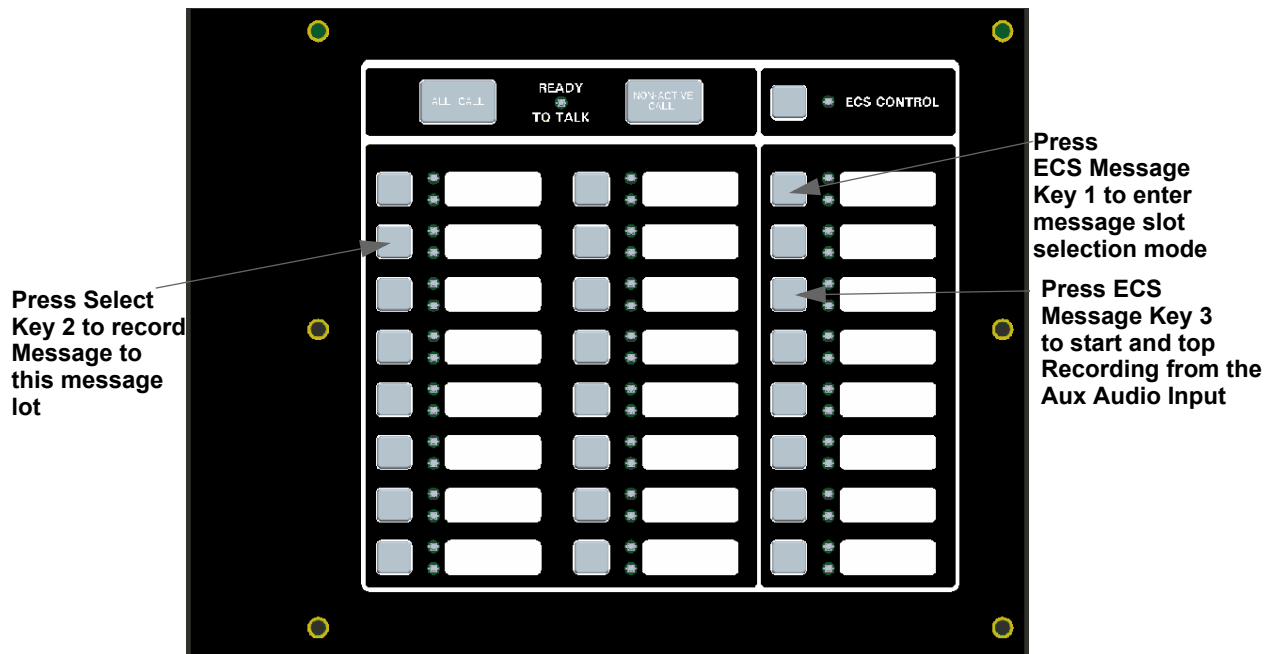 ALL CALL
READY
TO TALK
NON-ACTIVE
CALL
ECS CONTROL
Press
ECS Message
Key 1 to enter
message slot
selection mode
Press ECS
Message Key 3
to start and top
Recording from the
Aux Audio Input
Press Select
Key 2 to record
Message to
this message
lot